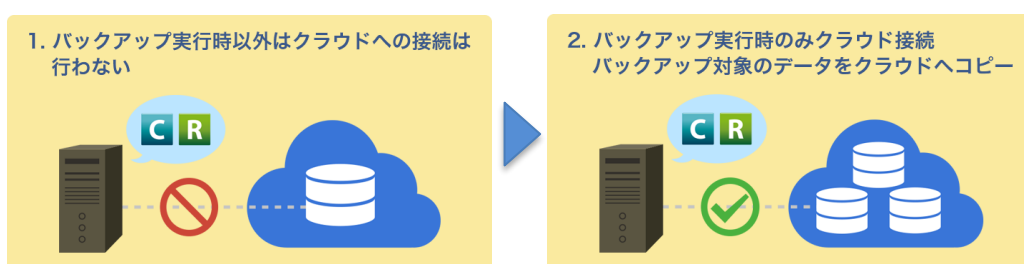 1. バックアップ実行時以外はクラウドへの接続は
行わない
C R
2. バックアップ実行時のみクラウド接続
バックアップ対象のデータをクラウドへコピー
C R